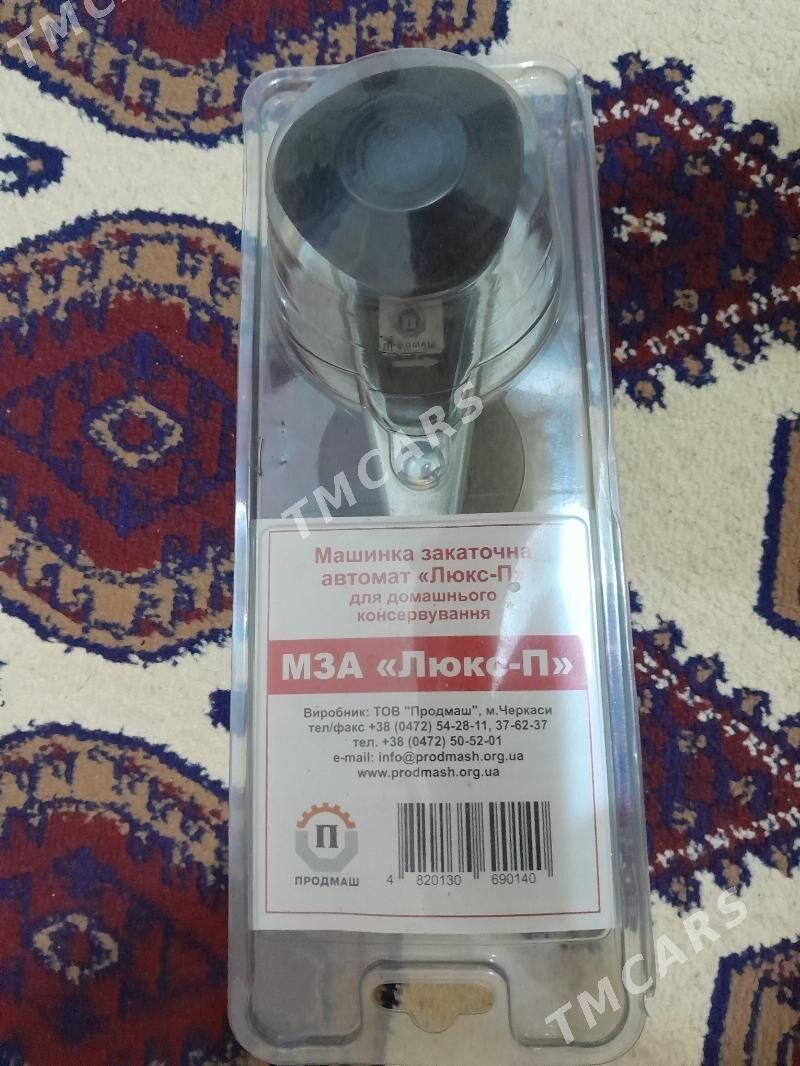 TMCARS
П
ПРОДМАШ
TMCARS
Машинка закаточна
автомат «Люкс-П»
для домашнього
консервування
МЗА «Люкс-П»
Виробник: ТОВ "Продмаш", м.Черкаси
тел/факс +38 (0472) 54-28-11, 37-62-37
тел. +38 (0472) 50-52-01
e-mail: info@prodmash.org.ua
www.prodmash.org.ua
П
ПРОДМАШ
4 820130 690140
TMCARS